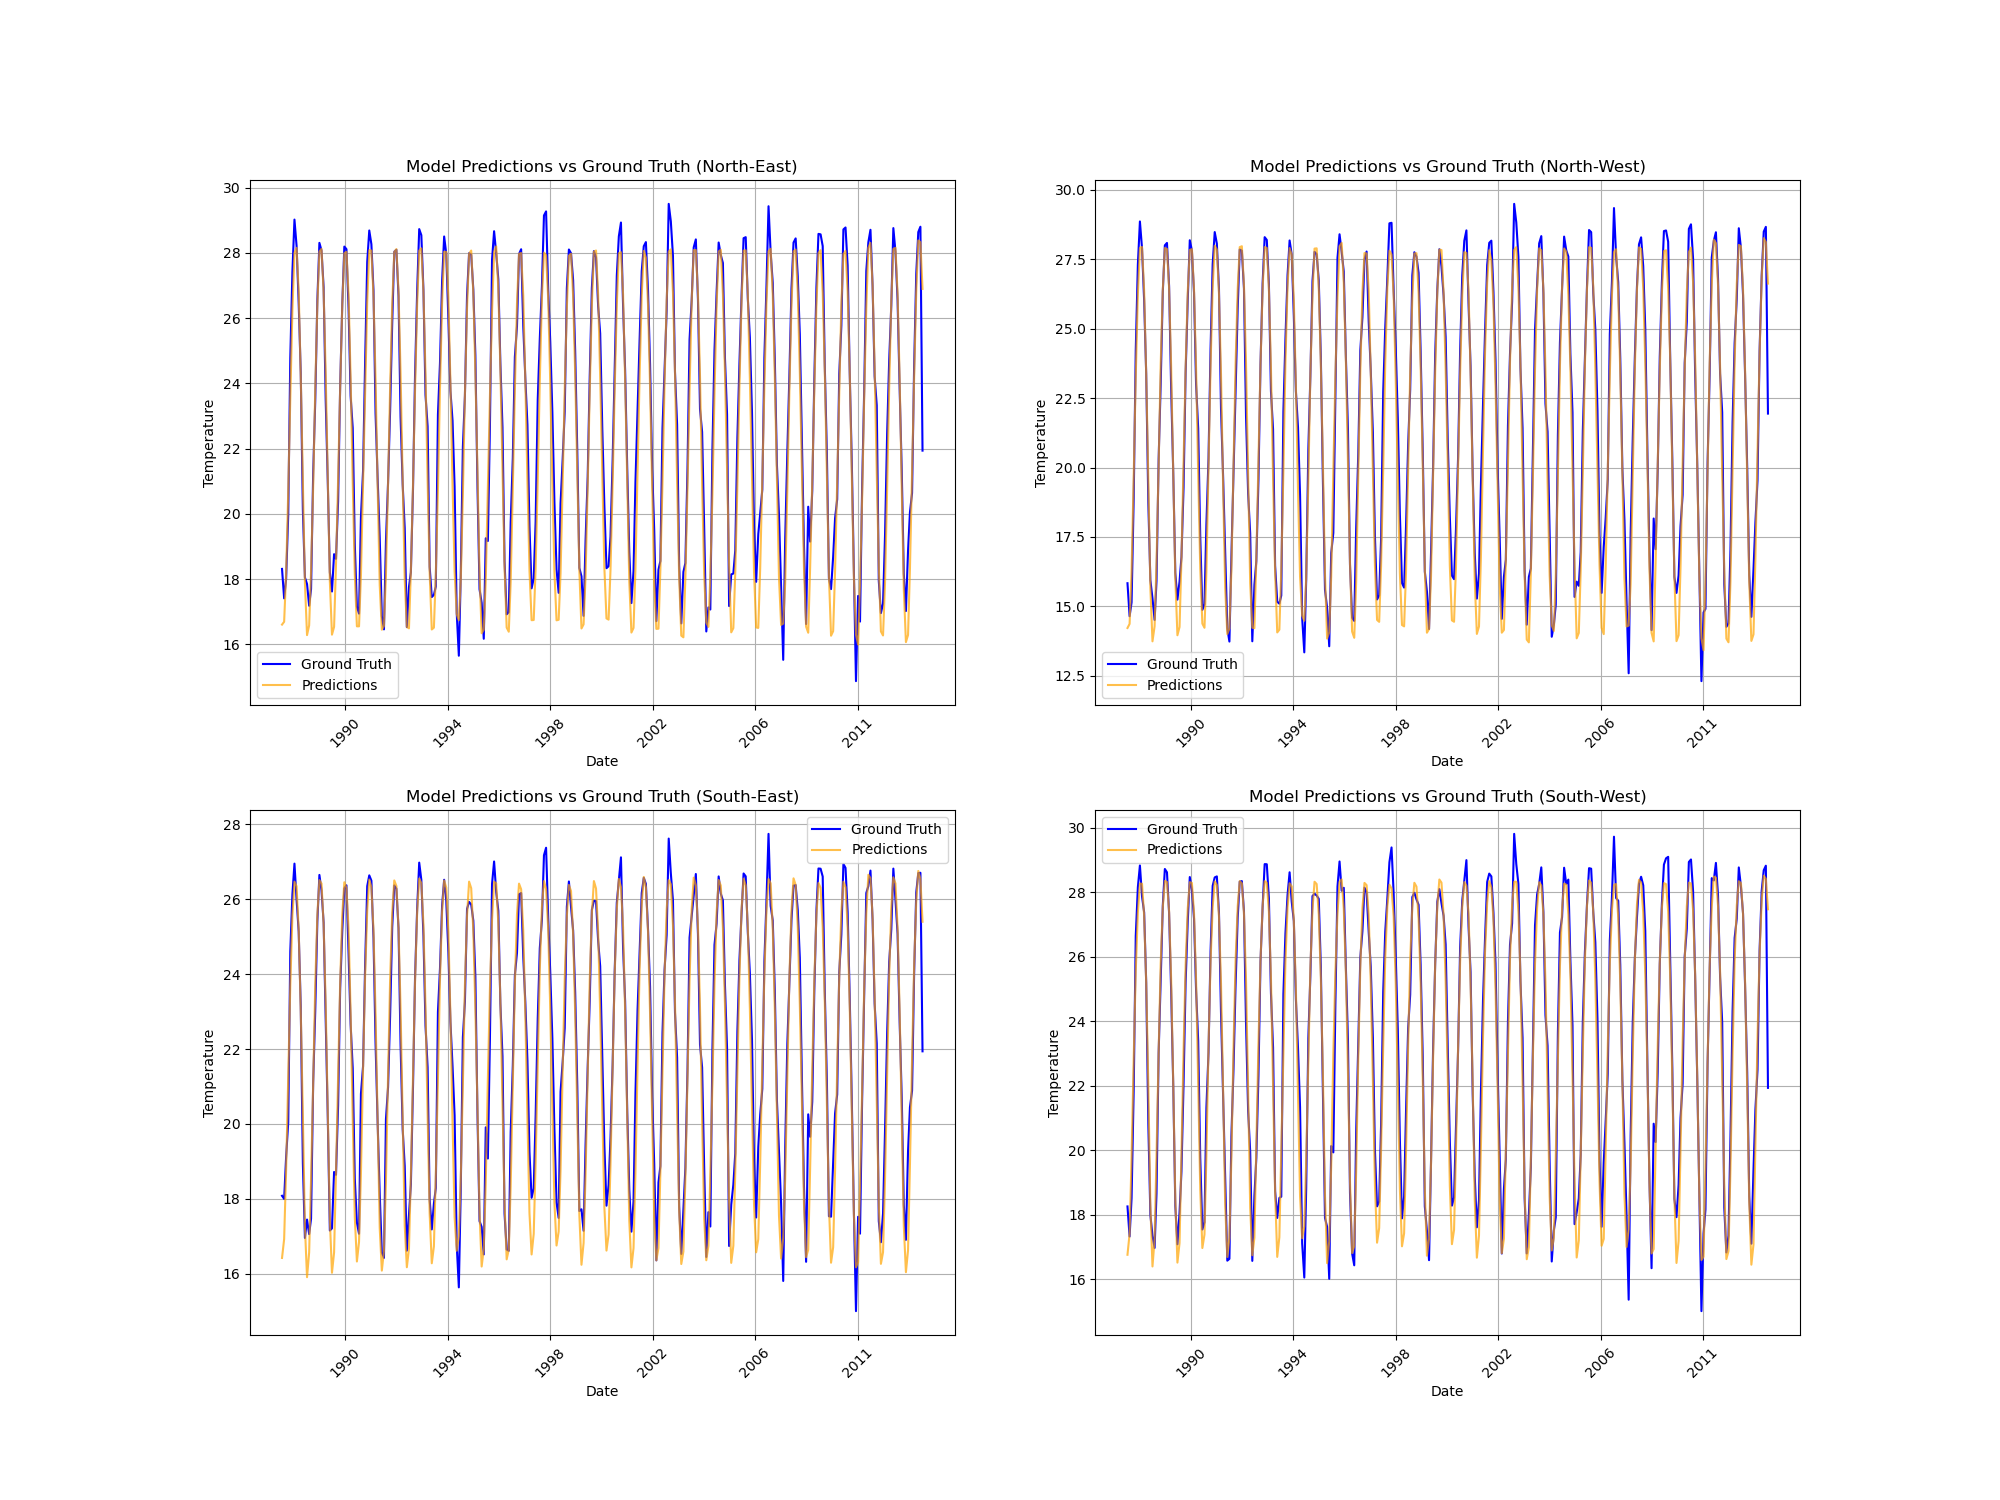 Model Predictions vs Ground Truth (North-East)
30
28
26
24
22
20
18
16
Temperature
Ground Truth
Predictions
1990
1994
1998
2002
2006
2011
Date
Model Predictions vs Ground Truth (North-West)
30.0
27.5
25.0
22.5
20.0
17.5
15.0
12.5
Temperature
Ground Truth
Predictions
1990
1994
1998
2002
2006
2011
Date
Model Predictions vs Ground Truth (South-East)
28
26
24
22
20
18
16
Temperature
Ground Truth
Predictions
1990
1994
1998
2002
2006
2011
Date
Model Predictions vs Ground Truth (South-West)
30
28
26
24
22
20
18
16
Temperature
Ground Truth
Predictions
1990
1994
1998
2002
2006
2011
Date